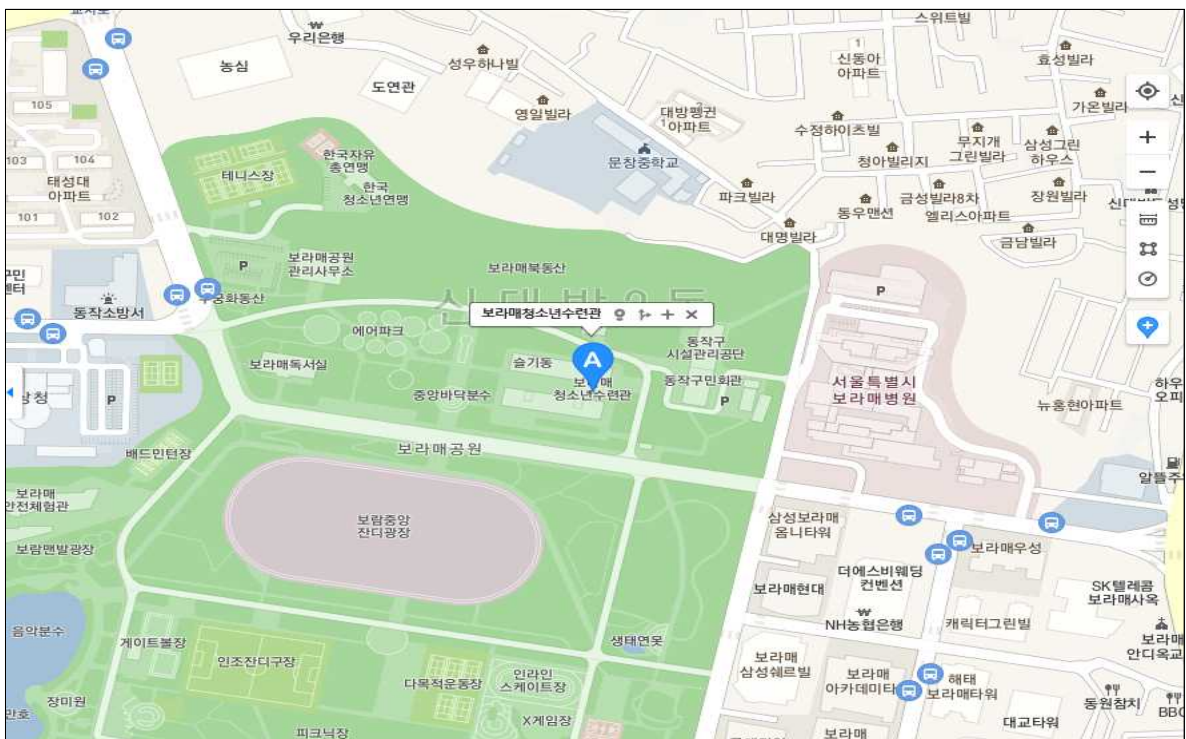 우리은행
스위트빌
농심
성우하나빌
신동아
아파트
효성빌라
도연관
105
영일빌라
대방평권
아파트
가온빌라
수정하이츠빌
무지개
그린빌라
삼성그린
하우스
103
104
한국자유
총연맹
문창중학교
청아빌리지
태성대
아파트
테니스장
한국
청소년연맹
파크빌라
금성빌라8차
장원빌라
101
102
동우맨션
엘리스아파트
대명빌라
금남빌라
P
보라매공원
관리사무소
보라매북동산
P
동작소방서
신대방2동
보라매청소년수련관
에어파크
동작구
시설관리공단
A
보라매독서실
슬기동
보라매
청소년수련관
동작구민회관
서울특별시
보라매병원
P
중앙바닥분수
P
뉴홍현아파트
보라매공원
배드민턴장
보라매
안전체험관
보람중앙
잔디광장
삼성보라매
옴니타워
보라매우성
보람맨발광장
더에스비웨딩
컨벤션
보라매현대
SK텔레콤
보라매사옥
음악분수
게이트볼장
생태연못
NH농협은행
캐릭터그린빌
보라매
안디옥교
인조잔디구장
다목적운동장
인라인
스케이트장
보라매
삼성쉐르빌
보라매
아카데미타
해태
보라매타워
동원참치
장미원
X게임장
대교타워
BBQ
피크닉장
보라매